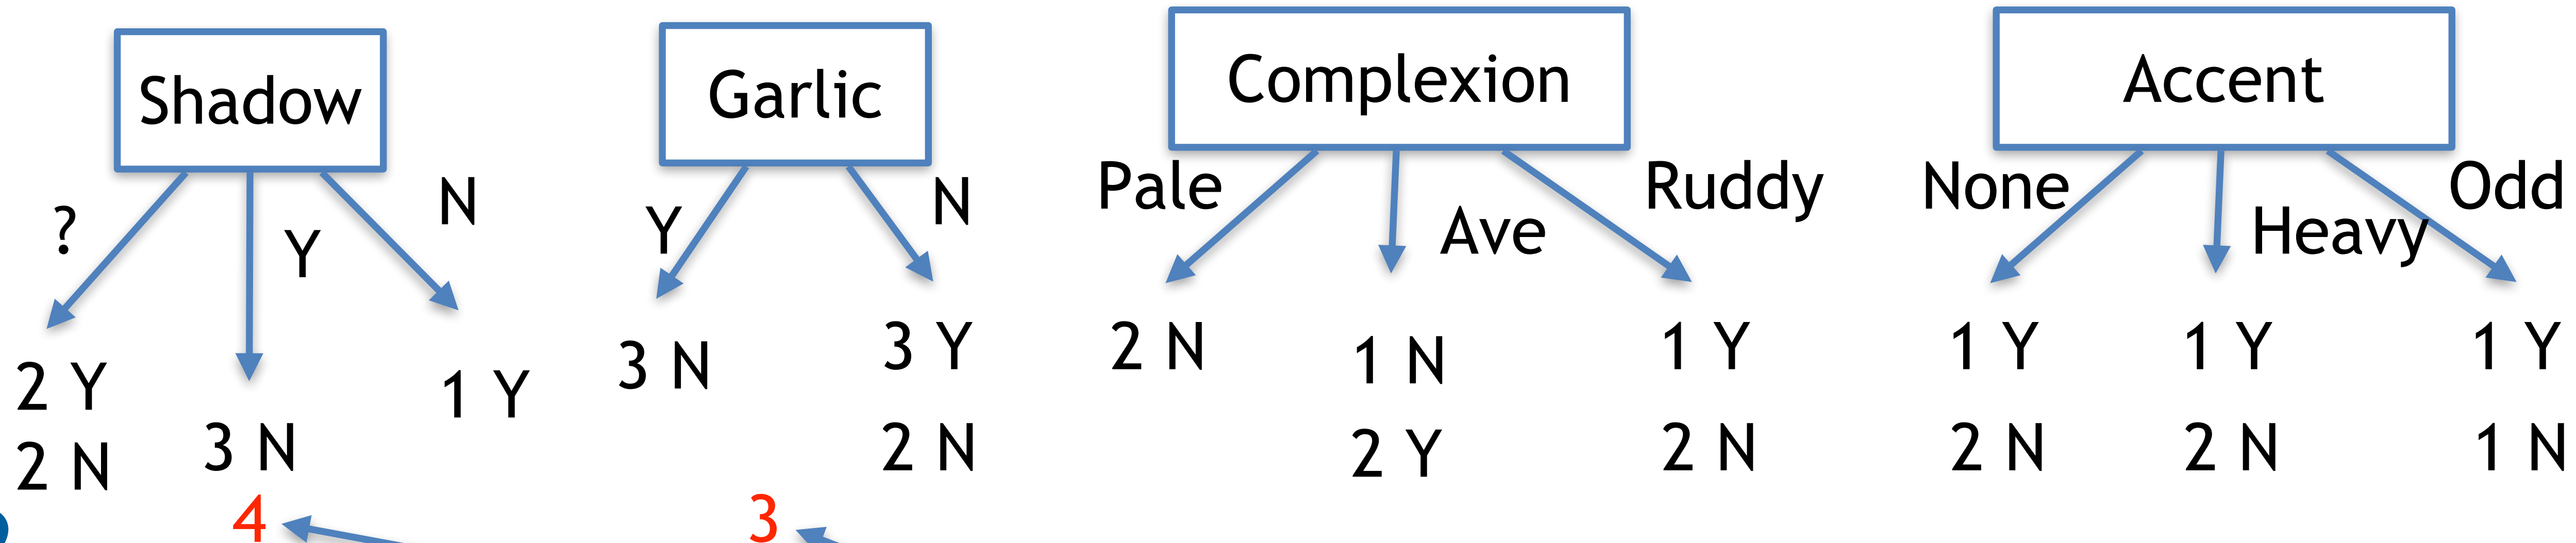 Shadow
?
Y
N
2 Y
2 N
3 N
1 Y
4
Garlic
Y
N
3 N
3 Y
2 N
3
Complexion
Pale
Ave
Ruddy
2 N
1 N
2 Y
1 Y
2 N
Accent
None
Heavy
Odd
1 Y
2 N
1 Y
2 N
1 Y
1 N